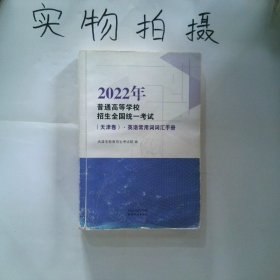 实物拍摄
2022年
普通高等学校
招生全国统一考试
（天津卷）·英语常用词词汇手册